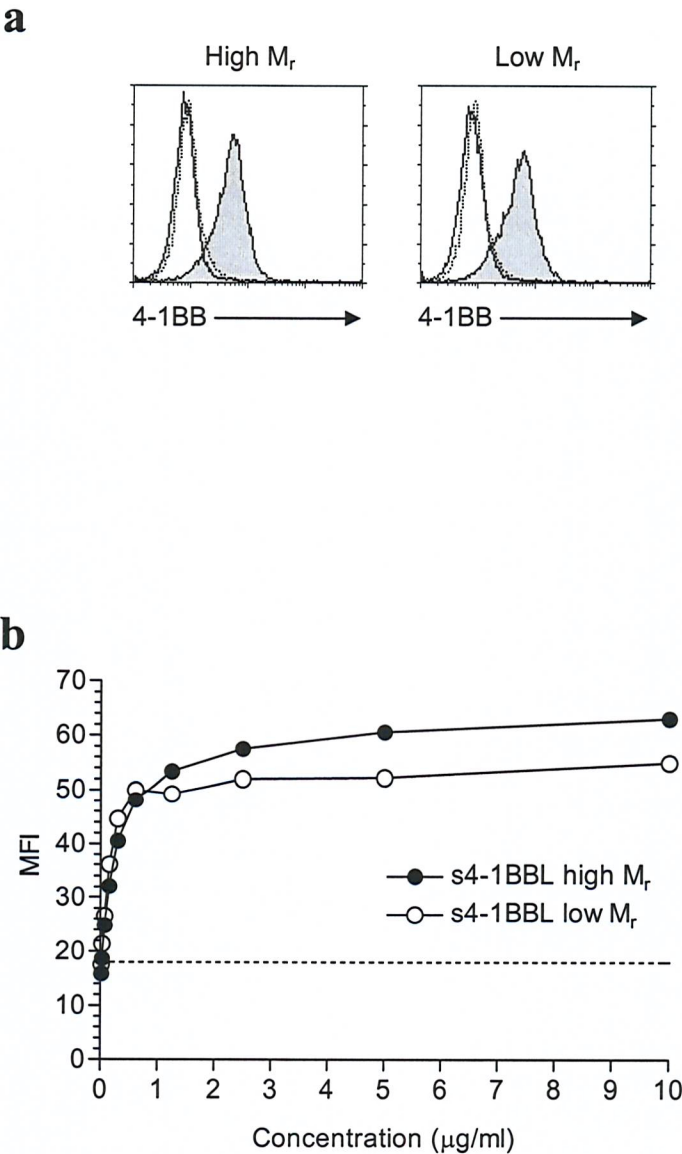 a
High Mr
Low Mr
4-1BB
4-1BB
b
70
60
50
40
30
20
10
0
MFI
s4-1BBL high Mr
s4-1BBL low Mr
0 1 2 3 4 5 6 7 8 9 10
Concentration (μg/ml)